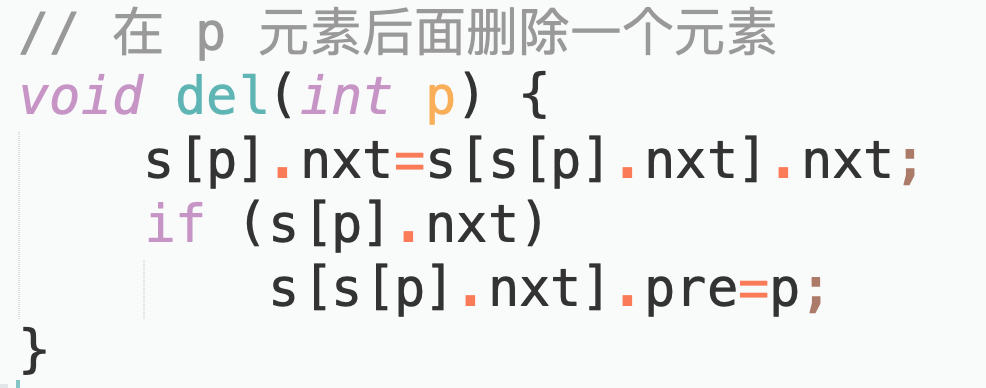 // 在 p 元素后面删除一个元素
void del(int p) {
s[p].nxt=s[s[p].nxt].nxt;
if (s[p].nxt)
s[s[p].nxt].pre=p;
}